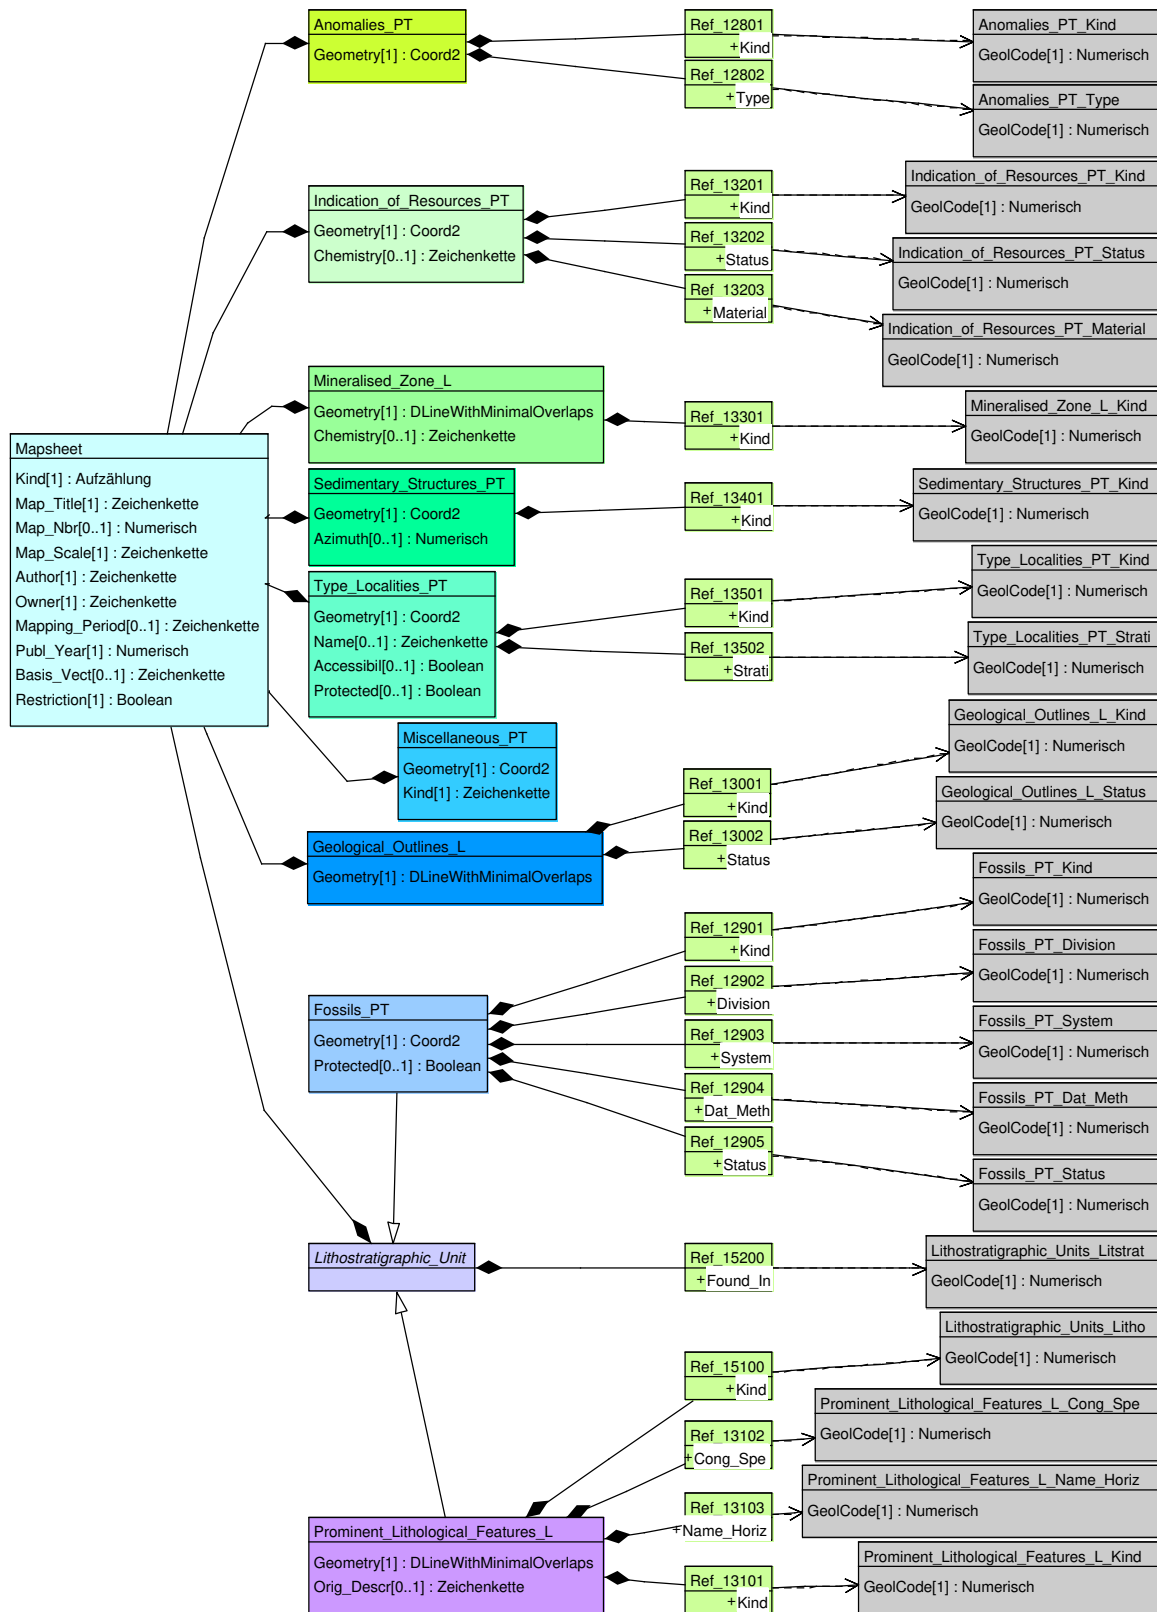 Anomalies_PT
Geometry[1] : Coord2
Ref_12801
+Kind
Ref_12802
+Type
Anomalies_PT_Kind
GeolCode[1] : Numerisch
Anomalies_PT_Type
GeolCode[1] : Numerisch
Indication_of_Resources_PT
Geometry[1] : Coord2
Chemistry[0..1] : Zeichenkette
Ref_13201
+Kind
Ref_13202
+Status
Ref_13203
+Material
Indication_of_Resources_PT_Kind
GeolCode[1] : Numerisch
Indication_of_Resources_PT_Status
GeolCode[1] : Numerisch
Indication_of_Resources_PT_Material
GeolCode[1] : Numerisch
Mineralised_Zone_L
Geometry[1] : DLineWithMinimalOverlaps
Chemistry[0..1] : Zeichenkette
Ref_13301
+Kind
Mineralised_Zone_L_Kind
GeolCode[1] : Numerisch
Mapsheet
Kind[1] : Aufzählung
Map_Title[1] : Zeichenkette
Map_Nbr[0..1] : Numerisch
Map_Scale[1] : Zeichenkette
Author[1] : Zeichenkette
Owner[1] : Zeichenkette
Mapping_Period[0..1] : Zeichenkette
Publ_Year[1] : Numerisch
Basis_Vect[0..1] : Zeichenkette
Restriction[1] : Boolean
Sedimentary_Structures_PT
Geometry[1] : Coord2
Azimuth[0..1] : Numerisch
Ref_13401
+Kind
Sedimentary_Structures_PT_Kind
GeolCode[1] : Numerisch
Type_Localities_PT
Geometry[1] : Coord2
Name[0..1] : Zeichenkette
Accessibil[0..1] : Boolean
Protected[0..1] : Boolean
Ref_13501
+Kind
Ref_13502
+Strati
Type_Localities_PT_Kind
GeolCode[1] : Numerisch
Type_Localities_PT_Strati
GeolCode[1] : Numerisch
Miscellaneous_PT
Geometry[1] : Coord2
Kind[1] : Zeichenkette
Geological_Outlines_L
Geometry[1] : DLineWithMinimalOverlaps
Ref_13001
+Kind
Ref_13002
+Status
Geological_Outlines_L_Kind
GeolCode[1] : Numerisch
Geological_Outlines_L_Status
GeolCode[1] : Numerisch
Fossils_PT
Geometry[1] : Coord2
Protected[0..1] : Boolean
Ref_12901
+Kind
Ref_12902
+Division
Ref_12903
+System
Ref_12904
+Dat_Meth
Ref_12905
+Status
Fossils_PT_Kind
GeolCode[1] : Numerisch
Fossils_PT_Division
GeolCode[1] : Numerisch
Fossils_PT_System
GeolCode[1] : Numerisch
Fossils_PT_Dat_Meth
GeolCode[1] : Numerisch
Fossils_PT_Status
GeolCode[1] : Numerisch
Lithostratigraphic_Unit
Ref_15200
+Found_In
Lithostratigraphic_Units_Litstrat
GeolCode[1] : Numerisch
Prominent_Lithological_Features_L
Geometry[1] : DLineWithMinimalOverlaps
Orig_Descr[0..1] : Zeichenkette
Ref_15100
+Kind
Ref_13102
+Cong_Spe
Ref_13103
+Name_Horiz
Ref_13101
+Kind
Lithostratigraphic_Units_Litho
GeolCode[1] : Numerisch
Prominent_Lithological_Features_L_Cong_Spe
GeolCode[1] : Numerisch
Prominent_Lithological_Features_L_Name_Horiz
GeolCode[1] : Numerisch
Prominent_Lithological_Features_L_Kind
GeolCode[1] : Numerisch